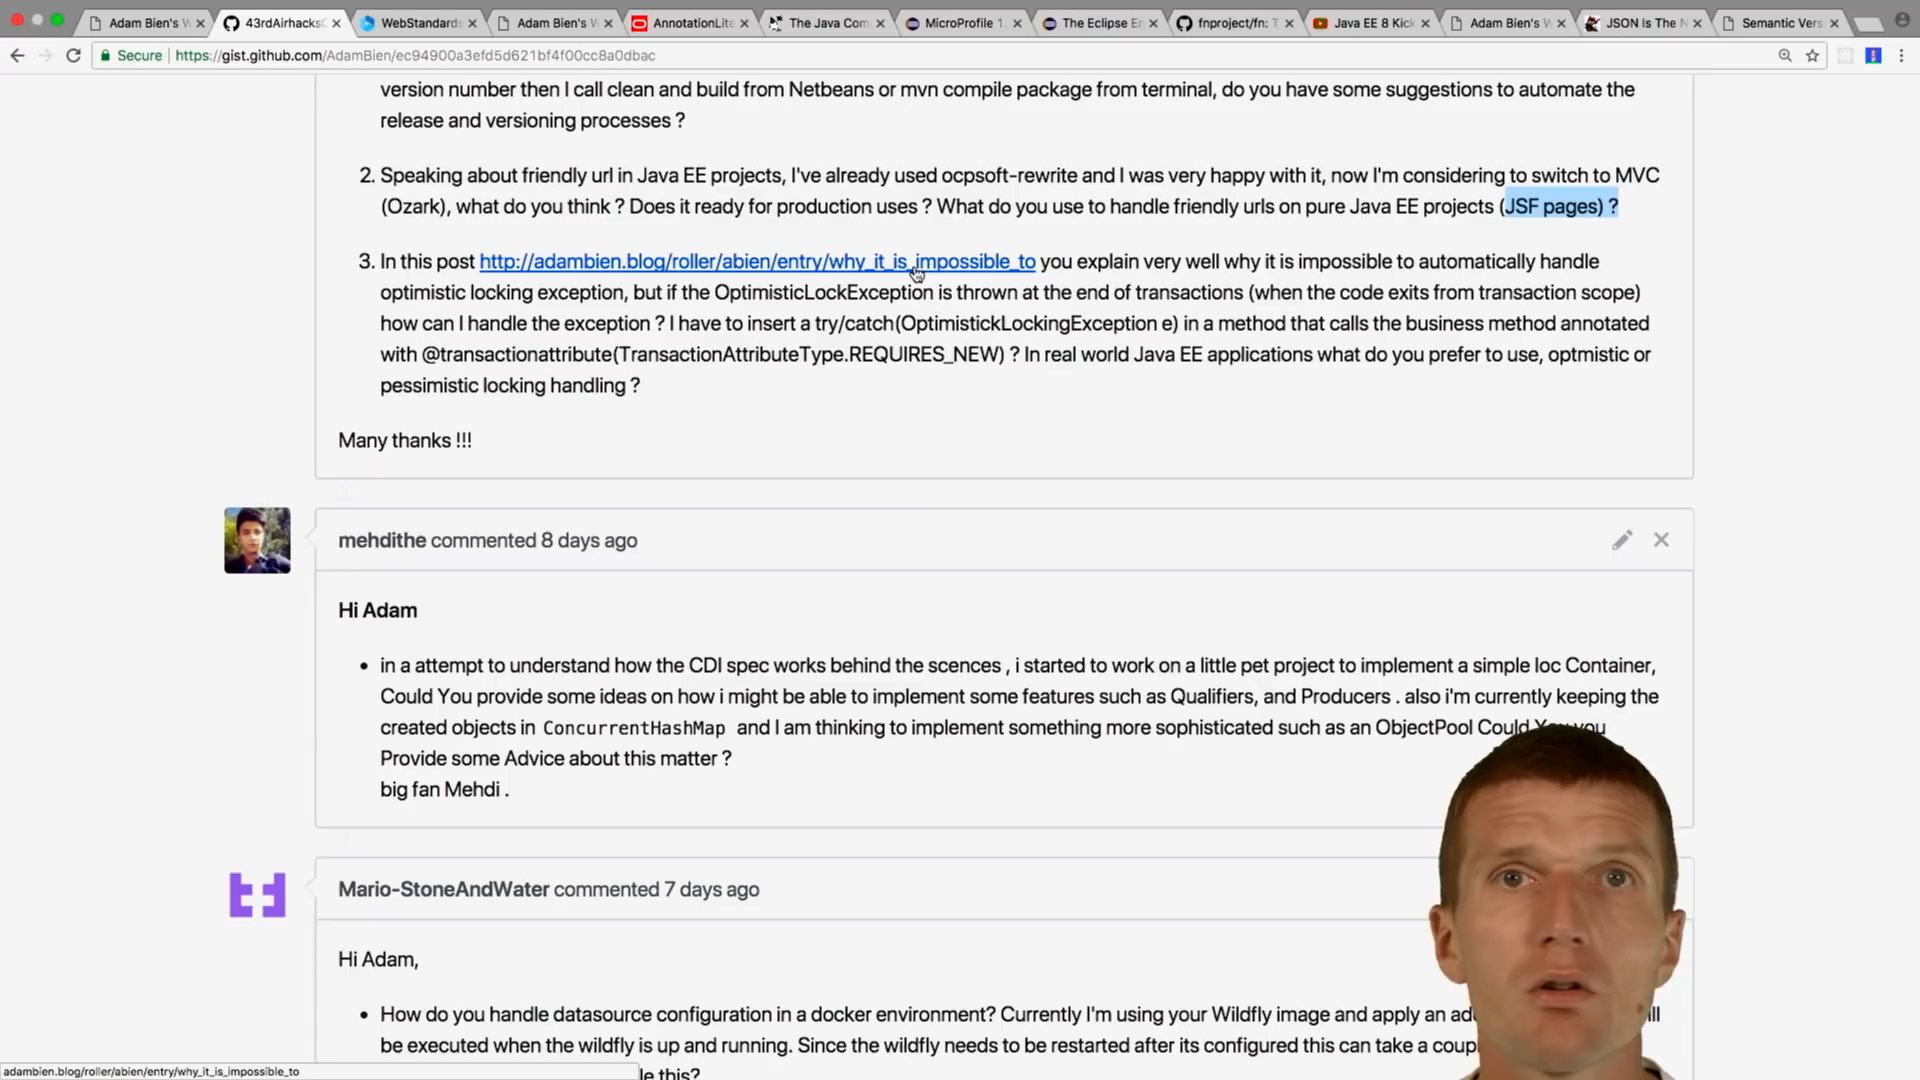 Adam Bien's W
43rdAirhacks
WebStandards
Adam Bien's W
AnnotationLite
The Java Com
MicroProfile 1.
The Eclipse En
fnproject/fn: T
Java EE 8 Kick
Adam Bien's W
JSON Is The N
Semantic Vers
Secure
https://gist.github.com/AdamBien/ec94900a3efd5d621bf4f00cc8a0dbac
version number then I call clean and build from Netbeans or mvn compile package from terminal, do you have some suggestions to automate the
release and versioning processes ?
2. Speaking about friendly url in Java EE projects, I've already used ocpsoft-rewrite and I was very happy with it, now I'm considering to switch to MVC
(Ozark), what do you think ? Does it ready for production uses ? What do you use to handle friendly urls on pure Java EE projects (JSF pages) ?
3. In this post http://adambien.blog/roller/abien/entry/why_it_is_impossible_to you explain very well why it is impossible to automatically handle
optimistic locking exception, but if the OptimisticLockException is thrown at the end of transactions (when the code exits from transaction scope)
how can I handle the exception ? I have to insert a try/catch(OptimistickLockingException e) in a method that calls the business method annotated
with @transactionattribute(TransactionAttributeType.REQUIRES_NEW) ? In real world Java EE applications what do you prefer to use, optmistic or
pessimistic locking handling ?
Many thanks !!!
mehdithe commented 8 days ago
Hi Adam
• in a attempt to understand how the CDI spec works behind the scences , i started to work on a little pet project to implement a simple Ioc Container,
Could You provide some ideas on how i might be able to implement some features such as Qualifiers, and Producers . also i'm currently keeping the
created objects in ConcurrentHashMap and I am thinking to implement something more sophisticated such as an ObjectPool Could You you
Provide some Advice about this matter ?
big fan Mehdi .
Mario-StoneAndWater commented 7 days ago
Hi Adam,
• How do you handle datasource configuration in a docker environment? Currently I'm using your Wildfly image and apply an
be executed when the wildfly is up and running. Since the wildfly needs to be restarted after its configured this can take a
le this?
adambien.blog/roller/abien/entry/why_it_is_impossible_to